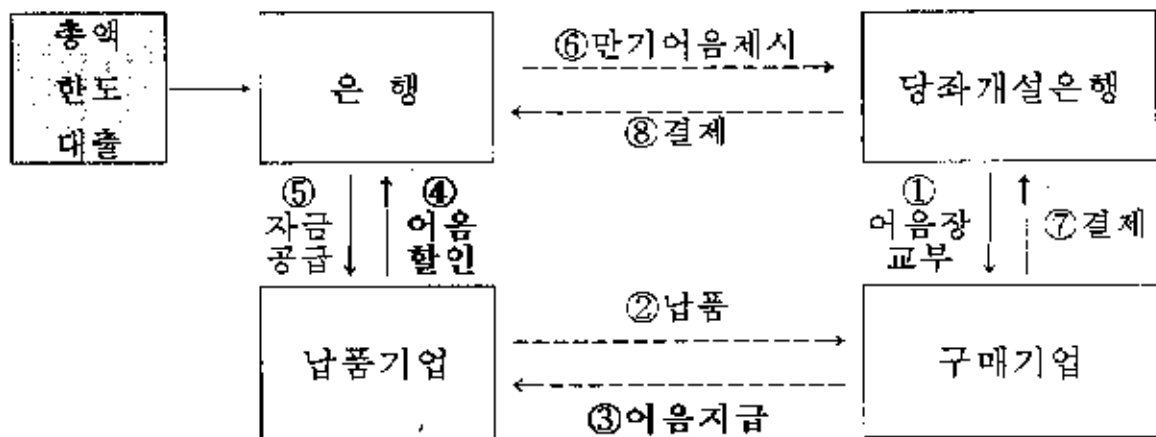 총액
한도
대출
은 행
⑥만기어음제시
⑧결제
당좌개설은행
⑤
자금
공급
④
어음
할인
①
어음장
교부
⑦결제
②납품
납품기업
③어음지급
구매기업